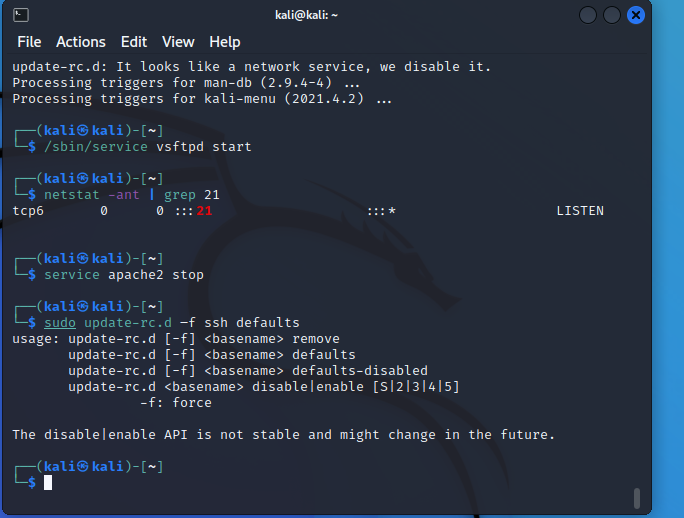 kali@kali: ~
File Actions Edit View Help
update-rc.d: It looks like a network service, we disable it.
Processing triggers for man-db (2.9.4-4) ...
Processing triggers for kali-menu (2021.4.2) ...
┌──(kali㉿kali)-[~]
└─$ /sbin/service vsftpd start
┌──(kali㉿kali)-[~]
└─$ netstat -ant | grep 21
tcp6       0      0 :::21                   :::*                    LISTEN
┌──(kali㉿kali)-[~]
└─$ service apache2 stop
┌──(kali㉿kali)-[~]
└─$ sudo update-rc.d -f ssh defaults
usage: update-rc.d [-f] <basename> remove
       update-rc.d [-f] <basename> defaults
       update-rc.d [-f] <basename> defaults-disabled
       update-rc.d <basename> disable|enable [S|2|3|4|5]
                -f: force
The disable|enable API is not stable and might change in the future.
┌──(kali㉿kali)-[~]
└─$